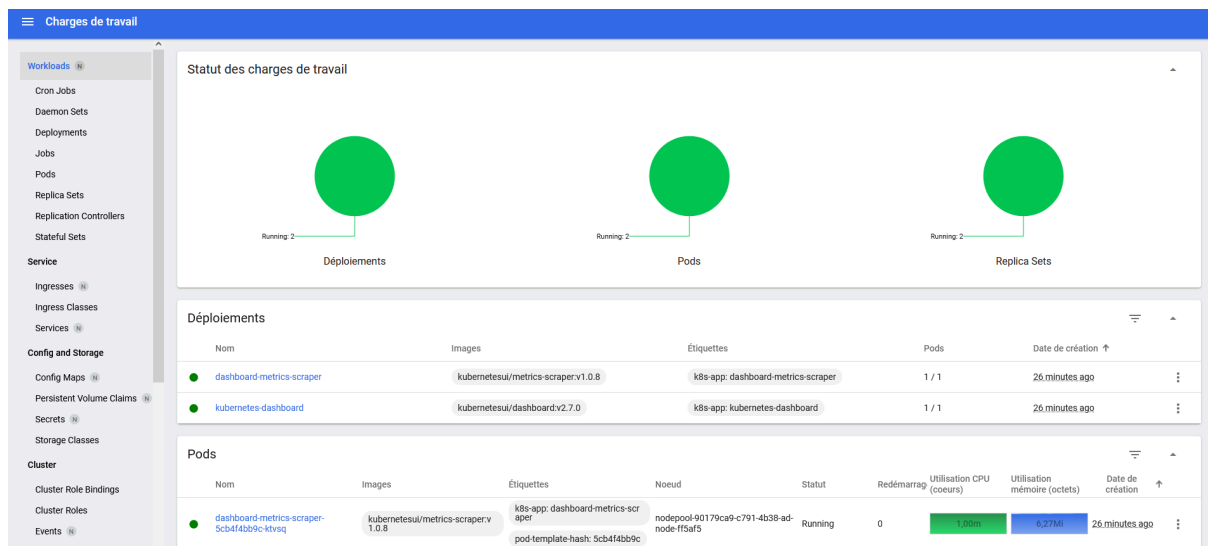 Charges de travail
Workloads N
Cron Jobs
Daemon Sets
Deployments
Jobs
Pods
Replica Sets
Replication Controllers
Stateful Sets
Service
Ingresses N
Ingress Classes
Services N
Config and Storage
Config Maps N
Persistent Volume Claims N
Secrets N
Storage Classes
Cluster
Cluster Role Bindings
Cluster Roles
Events N
Statut des charges de travail
Running: 2
Déploiements
Running: 2
Pods
Running: 2
Replica Sets
Déploiements
Nom Images Étiquettes Pods Date de création
dashboard-metrics-scraper kubernetesui/metrics-scraper:v1.0.8 k8s-app: dashboard-metrics-scraper 1 / 1 26 minutes ago
kubernetes-dashboard kubernetesui/dashboard:v2.7.0 k8s-app: kubernetes-dashboard 1 / 1 26 minutes ago
Pods
Nom Images Étiquettes Noeud Statut Redémarrag Utilisation CPU (coeurs) Utilisation mémoire (octets) Date de création
dashboard-metrics-scraper-
5cb4f4bb9c-ktvsq
kubernetesui/metrics-scraper:v
1.0.8
k8s-app: dashboard-metrics-scr
aper
pod-template-hash: 5cb4f4bb9c
nodepool-90179ca9-c791-4b38-ad-
node-ff5af5
Running 0 1,00m 6,27Mi 26 minutes ago